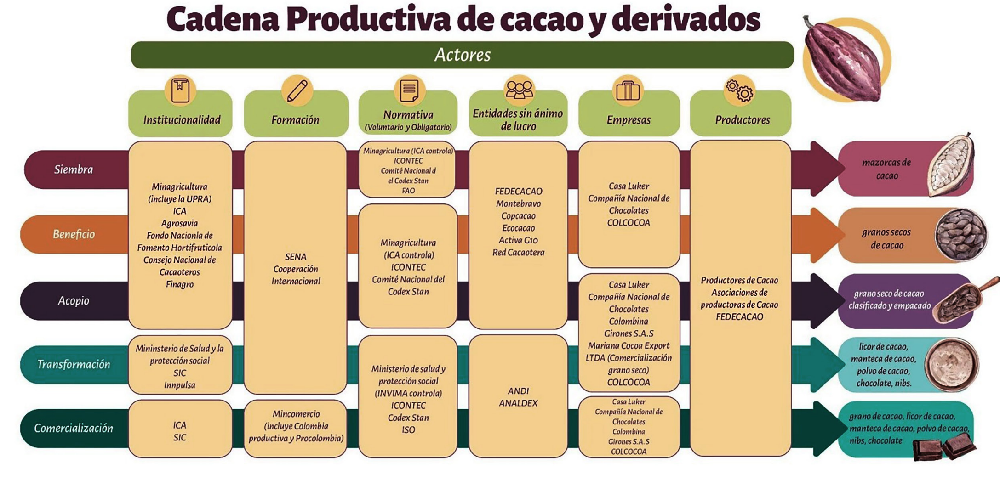 Cadena Productiva de cacao y derivados
Actores
Institucionalidad
Formación
Normativa
(Voluntario y Obligatorio)
Entidades sin ánimo
de lucro
Empresas
Productores
Siembra
Beneficio
Acopio
Transformación
Comercialización
Minagricultura
(incluye la UPRA)
ICA
Agrosavia
Fondo Nacionla de
Fomento Hortifruticola
Consejo Nacional de
Cacaoteros
Finagro
Mininsterio de Salud y la
protección social
SIC
Innpulsa
ICA
SIC
SENA
Cooperación
Internacional
Mincomercio
(incluye Colombia
productiva y Procolombia)
Minagricultura (ICA controla)
ICONTEC
Comité Nacional d
el Codex Stan
FAO
Minagricultura
(ICA controla)
ICONTEC
Comité Nacional del
Codex Stan
Ministerio de salud y
protección social
(INVIMA controla)
ICONTEC
Codex Stan
ISO
FEDECACAO
Montebravo
Copcacao
Ecocacao
Activa G10
Red Cacaotera
ANDI
ANALDEX
Casa Luker
Compañía Nacional de
Chocolates
COLCOCOA
Casa Luker
Compañía Nacional de
Chocolates
Colombina
Girones S.A.S
Mariana Cocoa Export
LTDA (Comercialización
grano seco)
COLCOCOA
Casa Luker
Compañía Nacional de
Chocolates
Colombina
Girones S.A.S
COLCOCOA
Productores de Cacao
Asociaciones de
productoras de Cacao
FEDECACAO
mazorcas de
cacao
granos secos
de cacao
grano seco de cacao
clasificado y empacado
licor de cacao,
manteca de cacao,
polvo de cacao,
chocolate, nibs.
grano de cacao, licor de cacao,
manteca de cacao, polvo de cacao,
nibs, chocolate